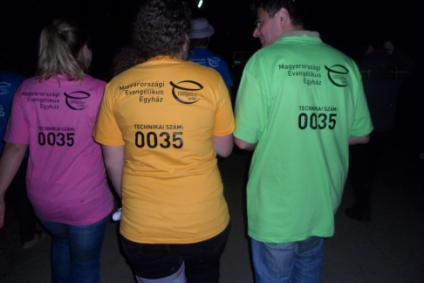 Magyarországi
Evangélikus
Egyház
TECHNIKAI SZÁM:
0035
Magyarországi
Evangélikus
Egyház
TECHNIKAI SZÁM:
0035
Magyarországi
Evangélikus
Egyház
TECHNIKAI SZÁM:
0035